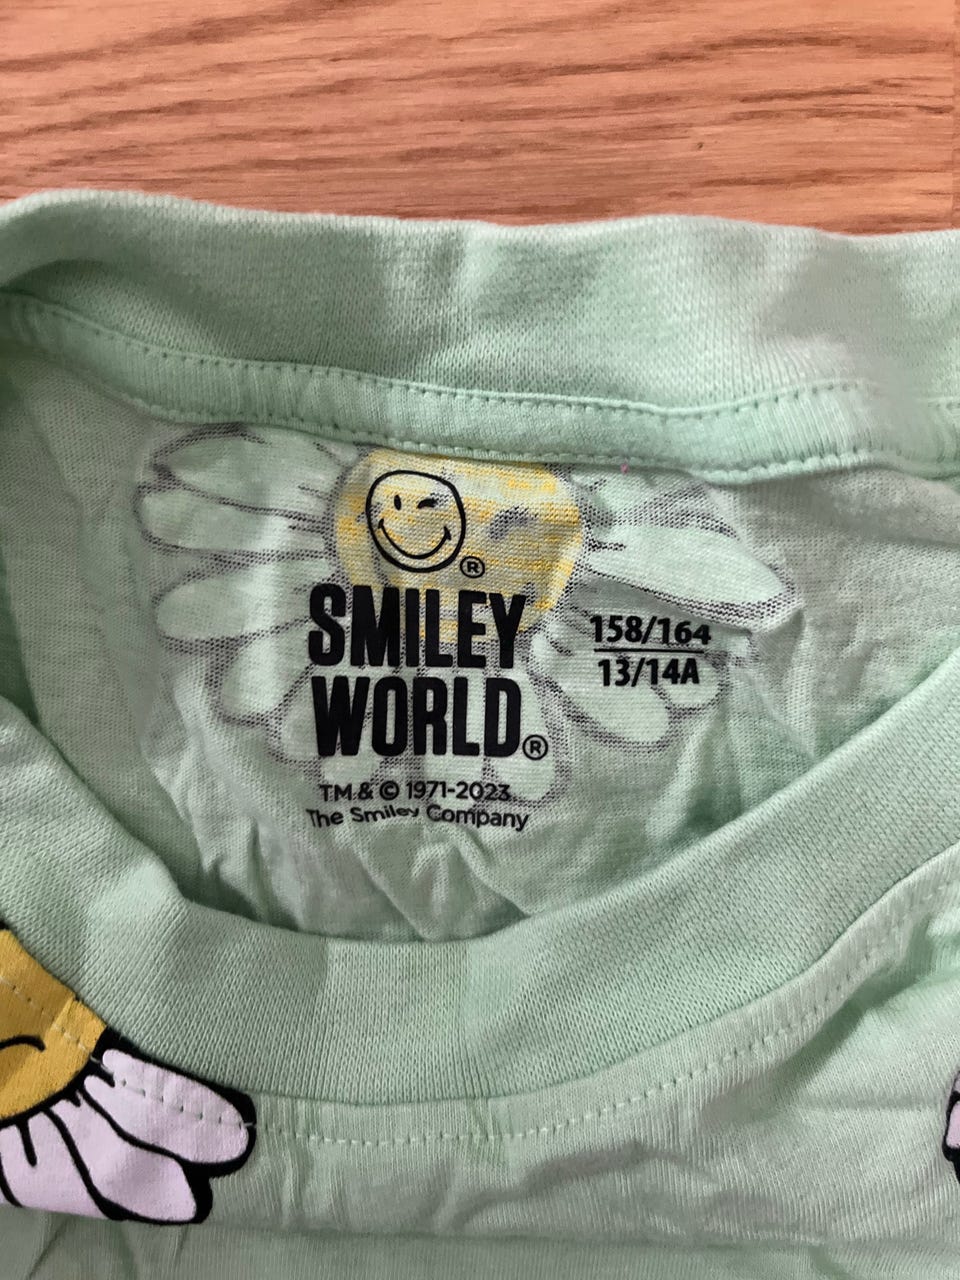 ®
SMILEY
WORLD®
TM & © 1971-2023
The Smiley Company
158/164
13/14A